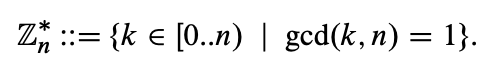 ℤ*ₙ ::= {k ∈ [0..n) | gcd(k, n) = 1}.